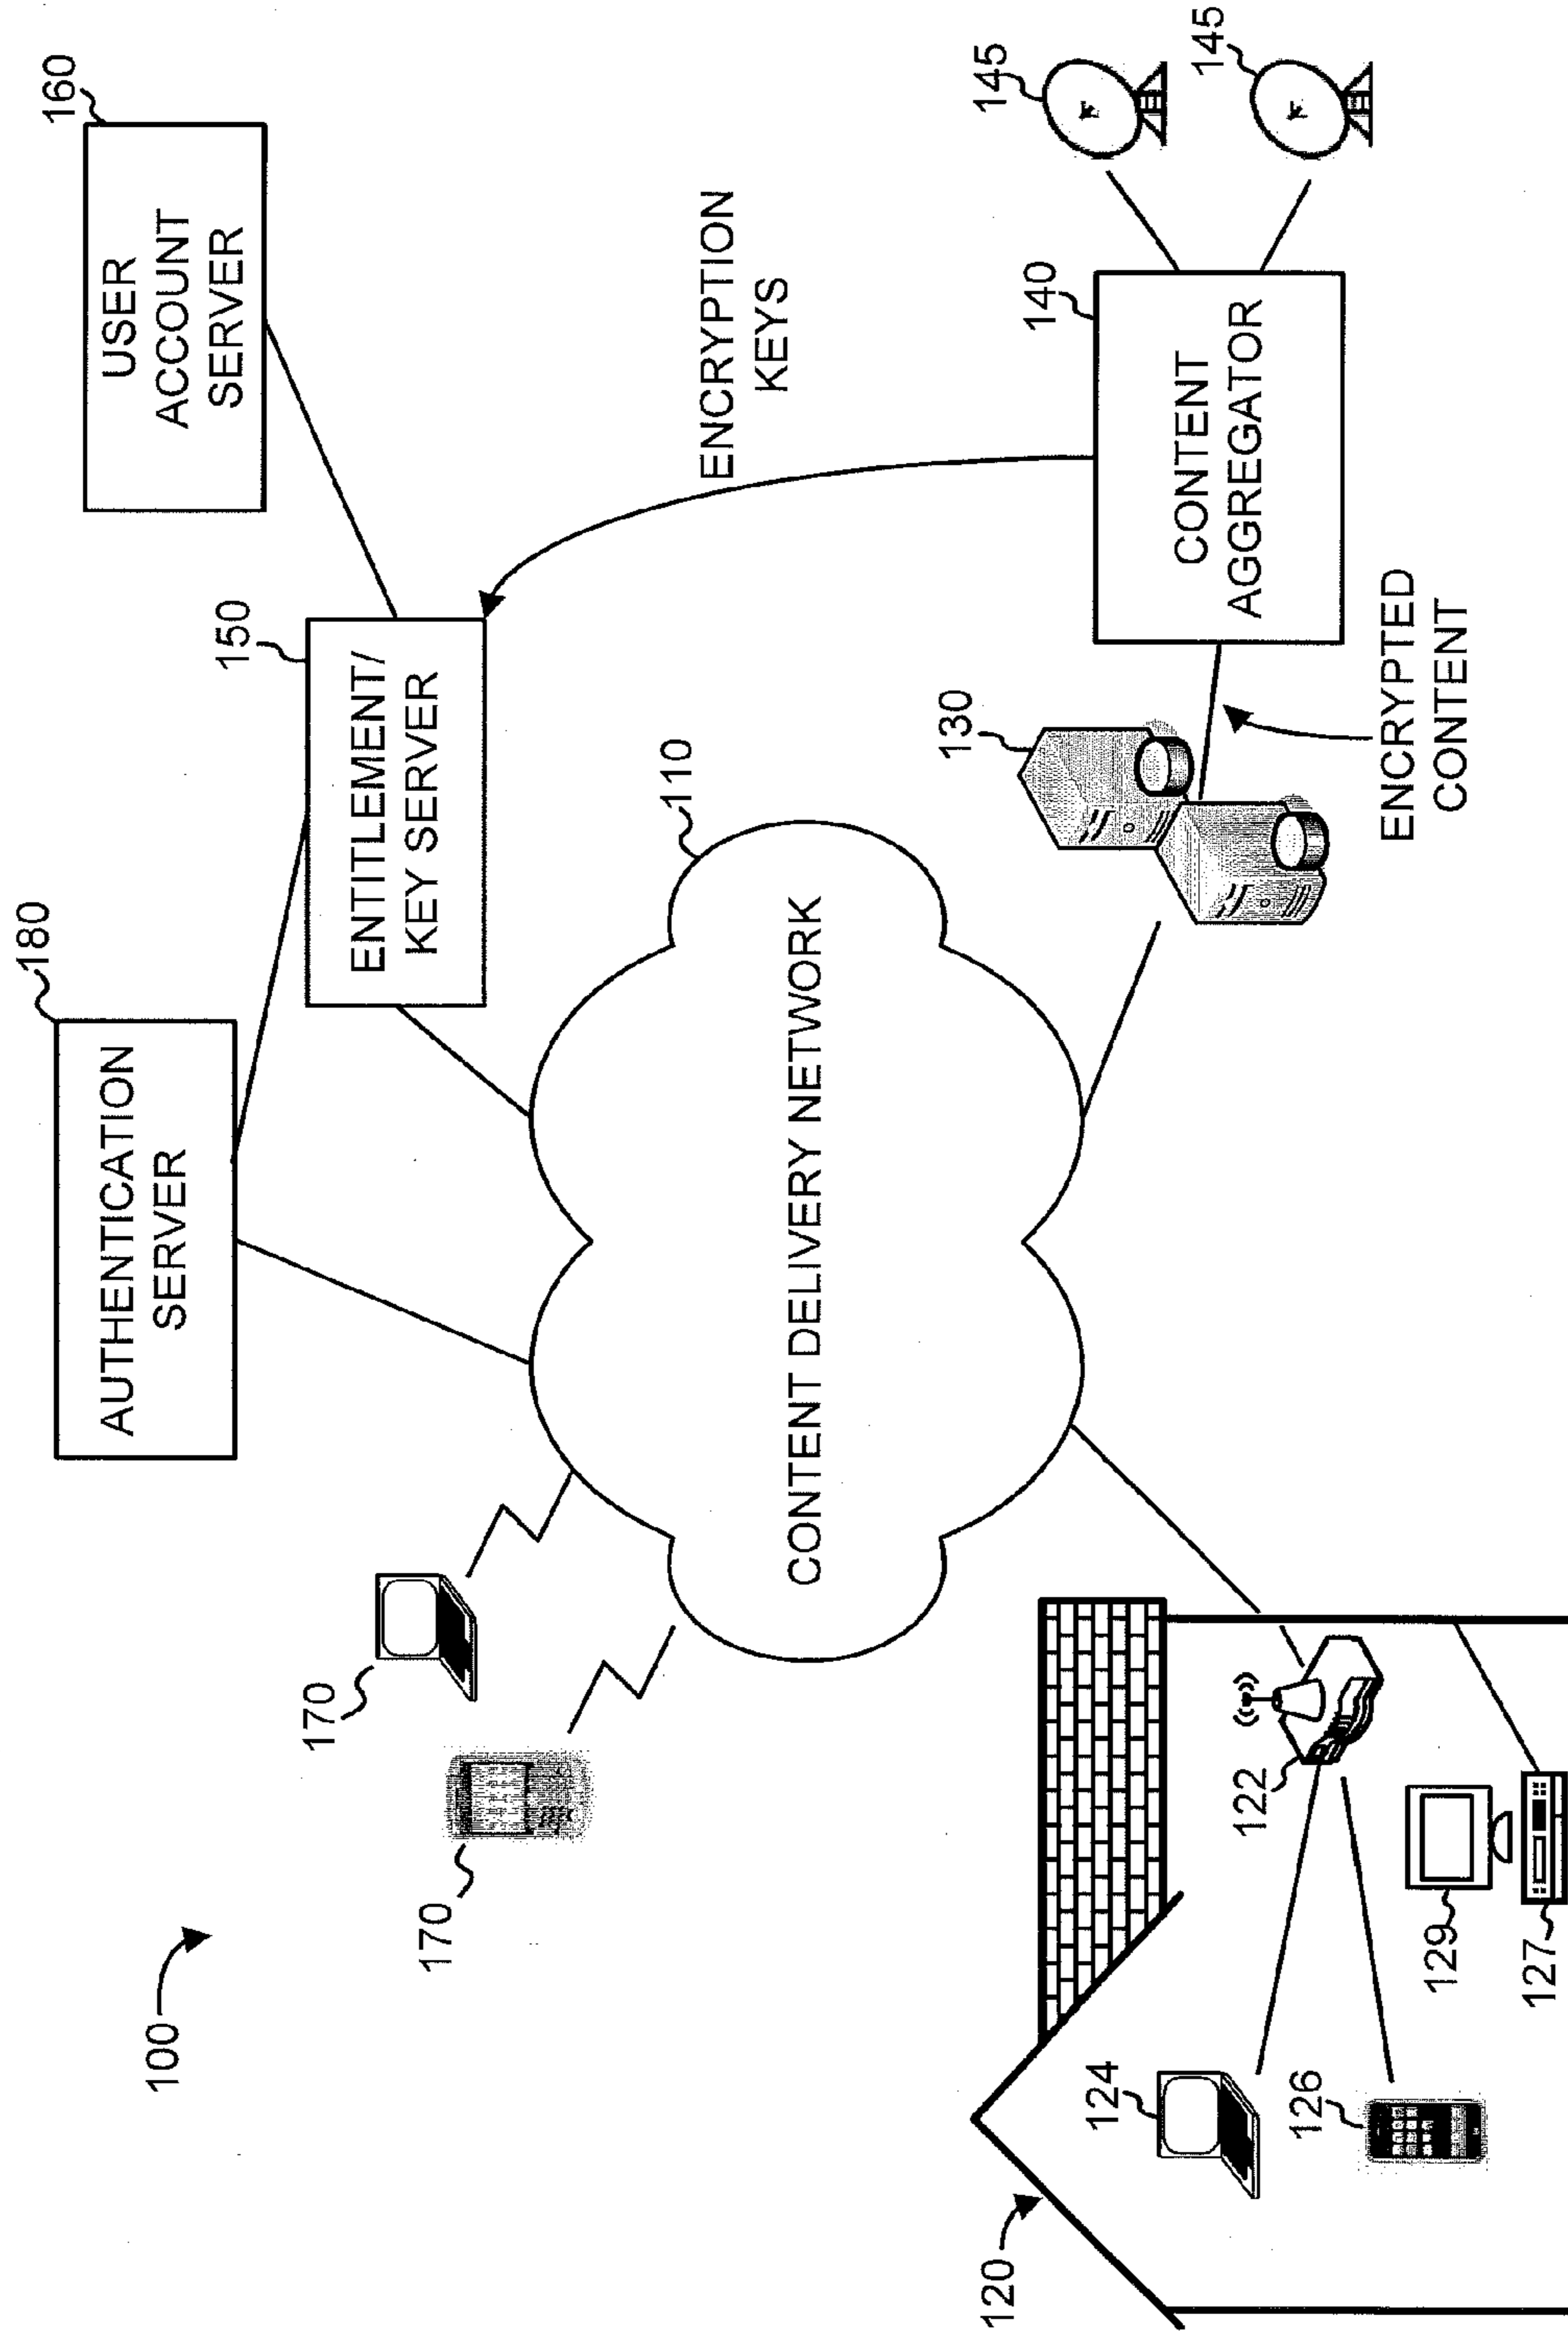 100
170
170
AUTHENTICATION
SERVER
180
USER
ACCOUNT
SERVER
160
ENTITLEMENT/
KEY SERVER
150
110
CONTENT DELIVERY NETWORK
ENCRYPTION
KEYS
130
CONTENT
AGGREGATOR
140
145
145
ENCRYPTED
CONTENT
120
124
126
122
129
127